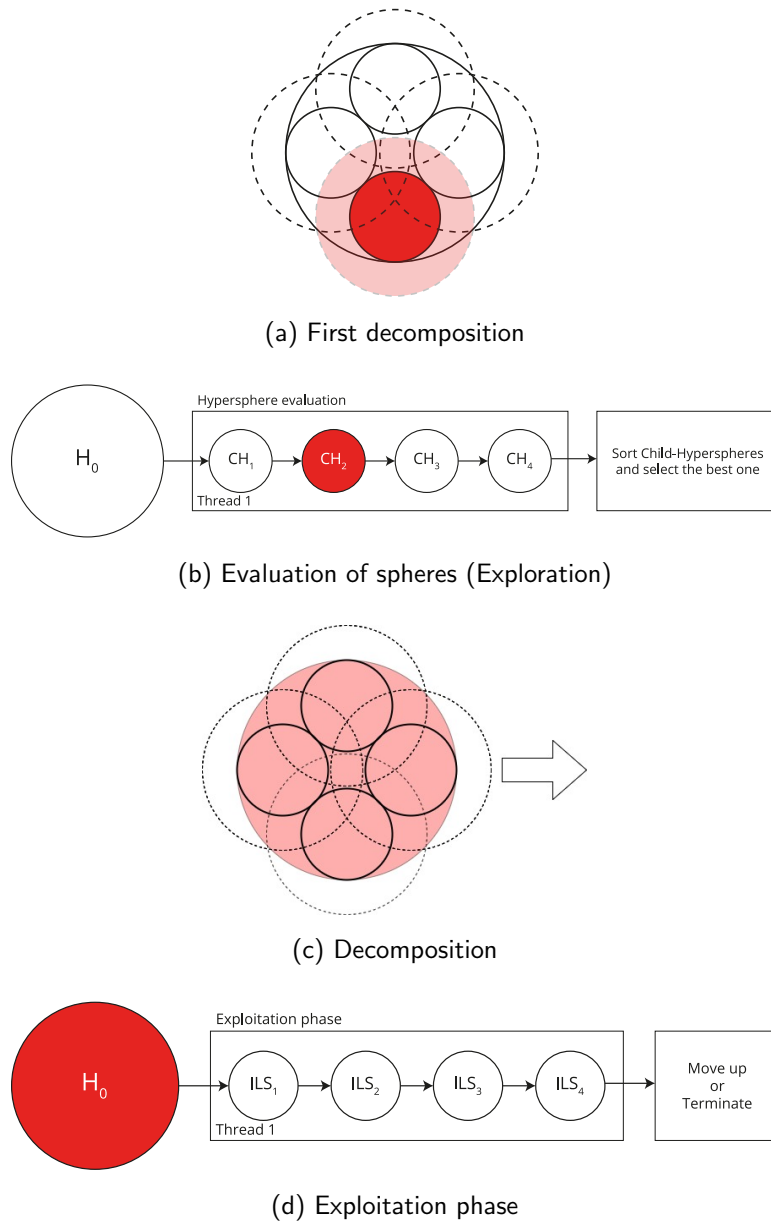 (a) First decomposition
Hypersphere evaluation
H₀
CH₁
CH₂
CH₃
CH₄
Sort Child-Hyperspheres
and select the best one
Thread 1
(b) Evaluation of spheres (Exploration)
(c) Decomposition
Exploitation phase
H₀
ILS₁
ILS₂
ILS₃
ILS₄
Move up
or
Terminate
Thread 1
(d) Exploitation phase